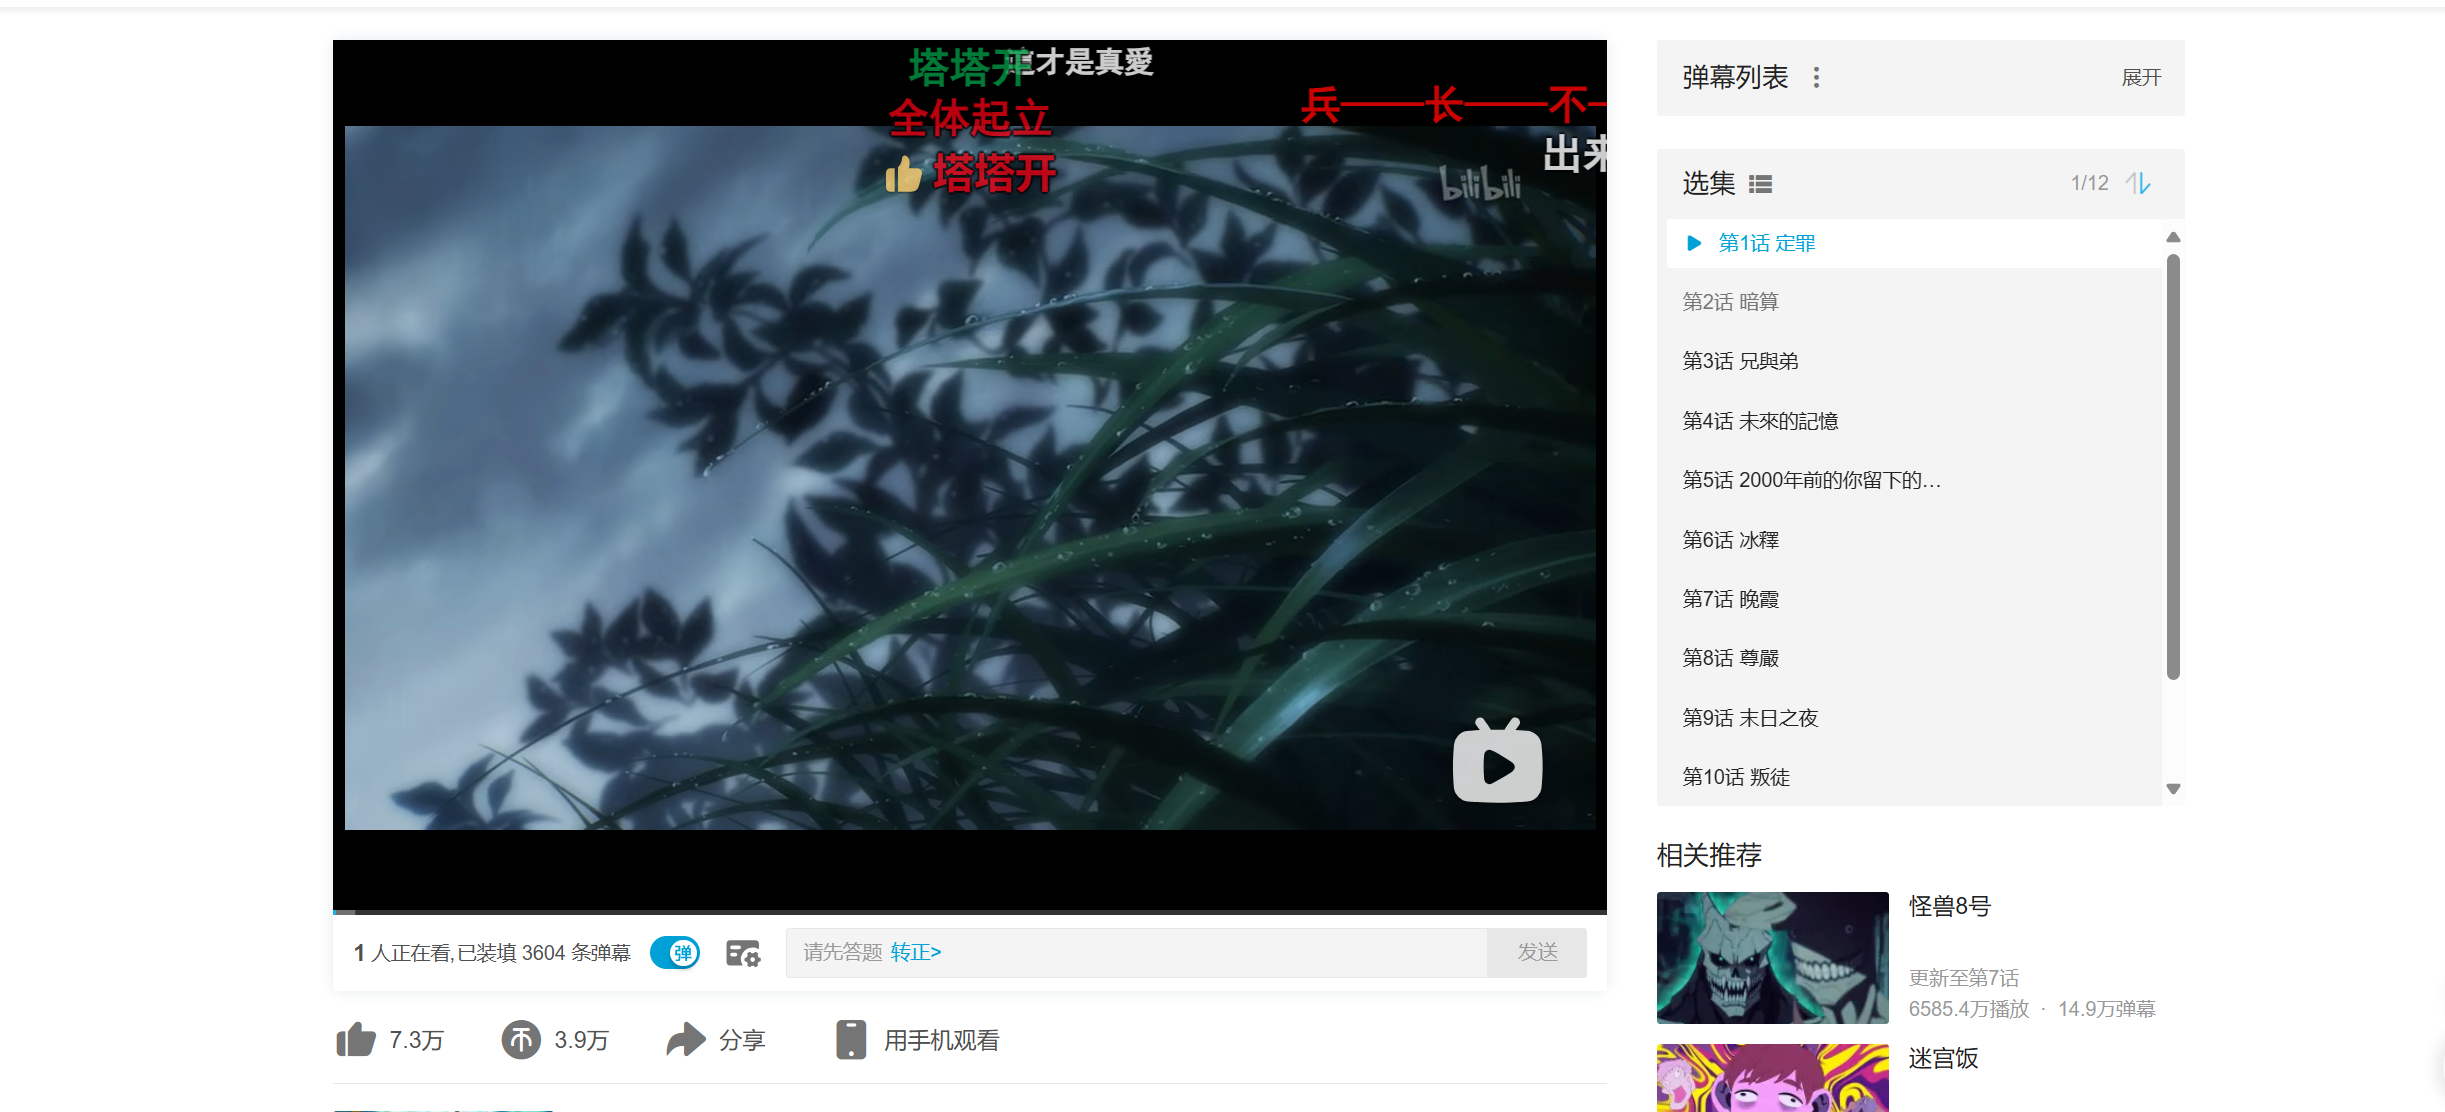 塔塔开
這才是真愛
全体起立
塔塔开
兵——长——不
出来
bilibili
1 人正在看,已装填 3604 条弹幕
弹
请先答题 转正>
发送
7.3万
3.9万
分享
用手机观看
弹幕列表
展开
选集
1/12
第1话 定罪
第2话 暗算
第3话 兄與弟
第4话 未來的記憶
第5话 2000年前的你留下的…
第6话 冰釋
第7话 晚霞
第8话 尊嚴
第9话 末日之夜
第10话 叛徒
相关推荐
怪兽8号
更新至第7话
6585.4万播放 · 14.9万弹幕
迷宫饭